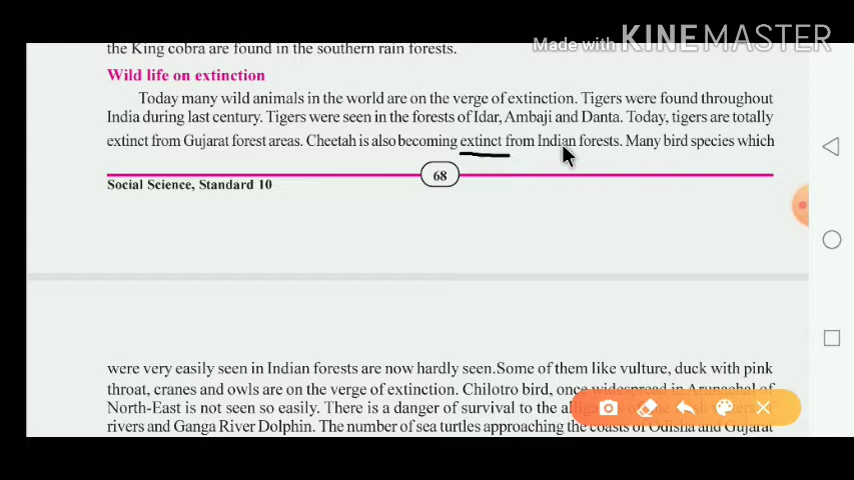 the King cobra are found in the southern rain forests.
Made with KINEMASTER
Wild life on extinction
Today many wild animals in the world are on the verge of extinction. Tigers were found throughout
India during last century. Tigers were seen in the forests of Idar, Ambaji and Danta. Today, tigers are totally
extinct from Gujarat forest areas. Cheetah is also becoming extinct from Indian forests. Many bird species which
68
Social Science, Standard 10
were very easily seen in Indian forests are now hardly seen.Some of them like vulture, duck with pink
throat, cranes and owls are on the verge of extinction. Chilotro bird, once widespread in Arunachal of
North-East is not seen so easily. There is a danger of survival to the
rivers and Ganga River Dolphin. The number of sea turtles approaching the coasts of Odisha and Gujarat